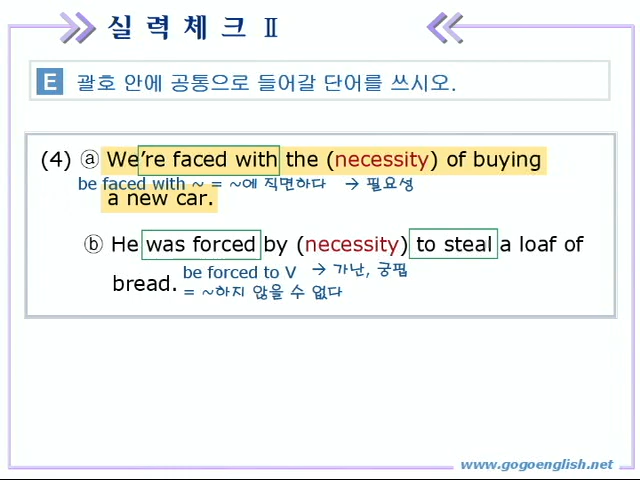 실력체크 Ⅱ
E 괄호 안에 공통으로 들어갈 단어를 쓰시오.
(4) ⓐ We're faced with the (necessity) of buying
be faced with ~ = ~에 직면하다 → 필요성
a new car.
ⓑ He was forced by (necessity) to steal a loaf of
be forced to V → 가난, 궁핍
bread.
= ~하지 않을 수 없다
www.gogoenglish.net